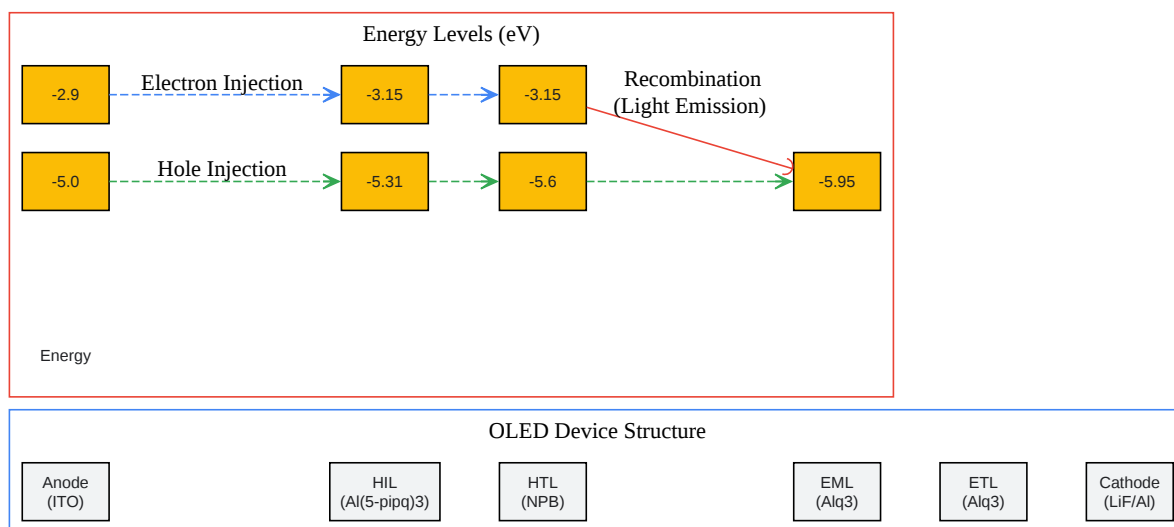 Energy Levels (eV)
-2.9
Electron Injection
-3.15
-3.15
Recombination
(Light Emission)
-5.0
Hole Injection
-5.31
-5.6
-5.95
Energy
OLED Device Structure
Anode
(ITO)
HIL
(Al(5-pipq)3)
HTL
(NPB)
EML
(Alq3)
ETL
(Alq3)
Cathode
(LiF/Al)